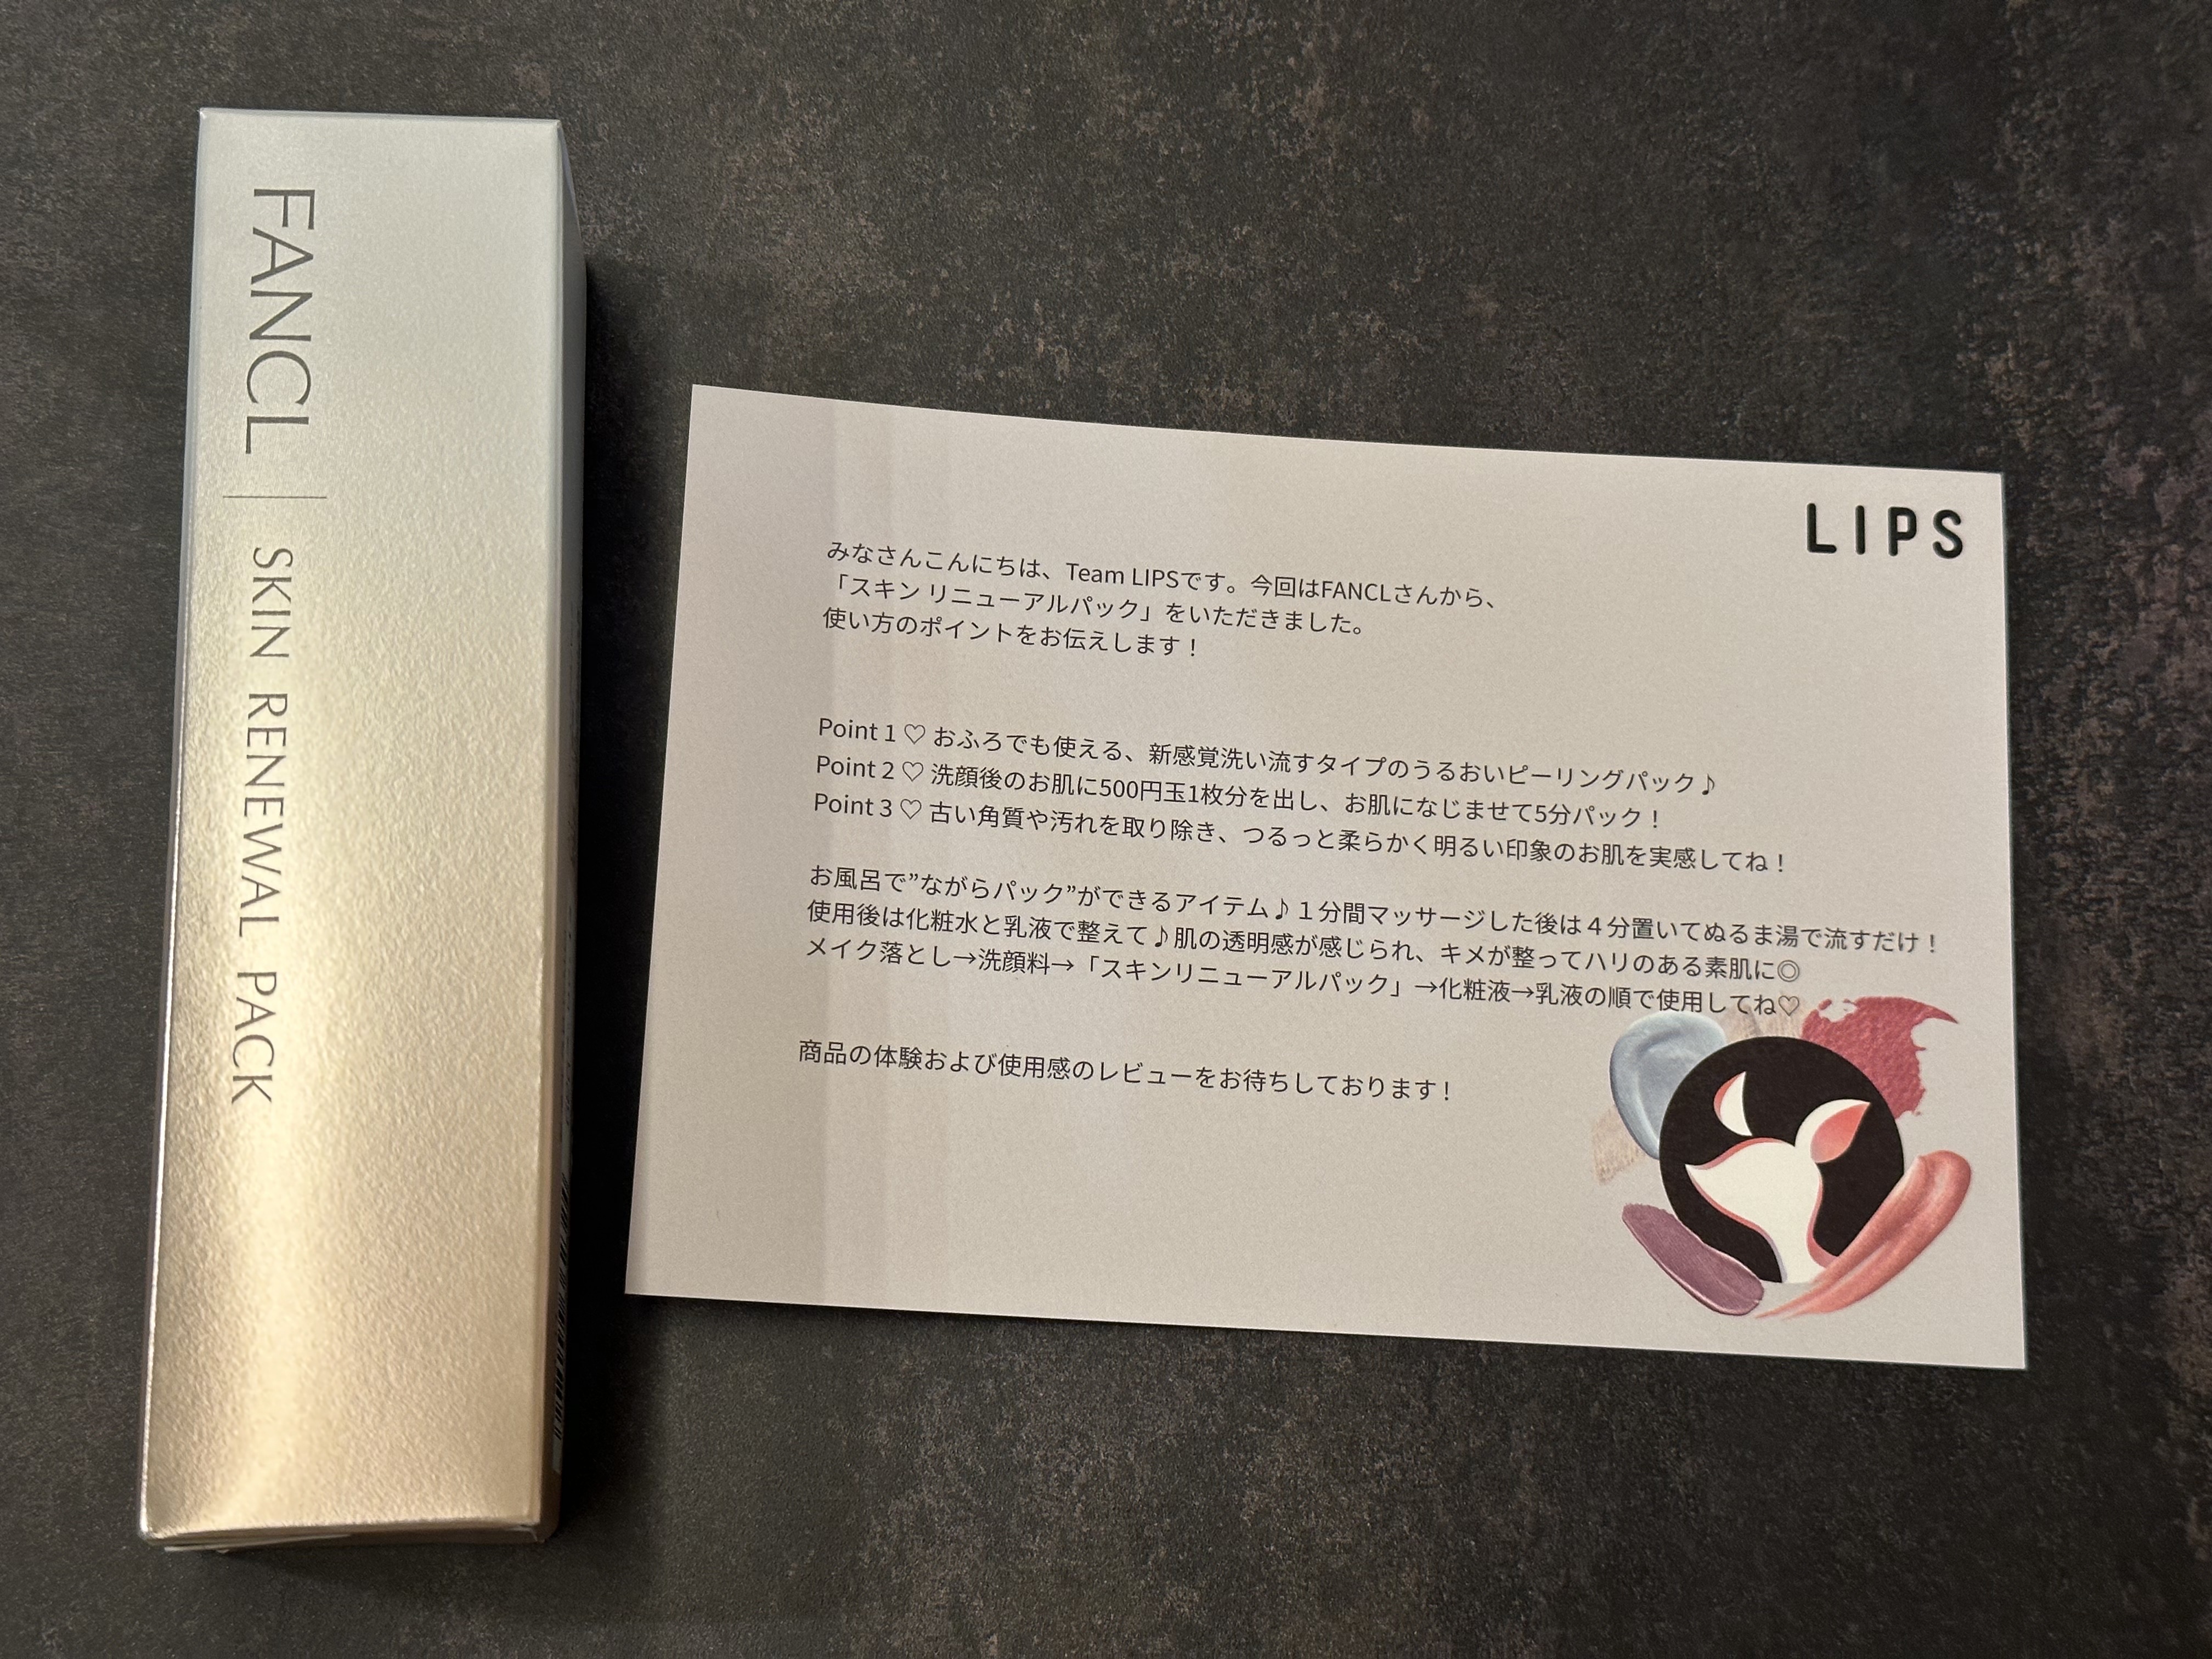 FANCL
SKIN RENEWAL PACK
LIPS
みなさんこんにちは、Team LIPSです。今回はFANCLさんから、
「スキン リニューアルパック」をいただきました。
使い方のポイントをお伝えします！
Point 1 ♡ おふろでも使える、新感覚洗い流すタイプのうるおいピーリングパック♪
Point 2 ♡ 洗顔後のお肌に500円玉1枚分を出し、お肌になじませて5分パック！
Point 3 ♡ 古い角質や汚れを取り除き、つるっと柔らかく明るい印象のお肌を実感してね！
お風呂で”ながらパック”ができるアイテム♪１分間マッサージした後は４分置いてぬるま湯で流すだけ！
使用後は化粧水と乳液で整えて♪肌の透明感が感じられ、キメが整ってハリのある素肌に◎
メイク落とし→洗顔料→「スキンリニューアルパック」→化粧液→乳液の順で使用してね♡
商品の体験および使用感のレビューをお待ちしております！